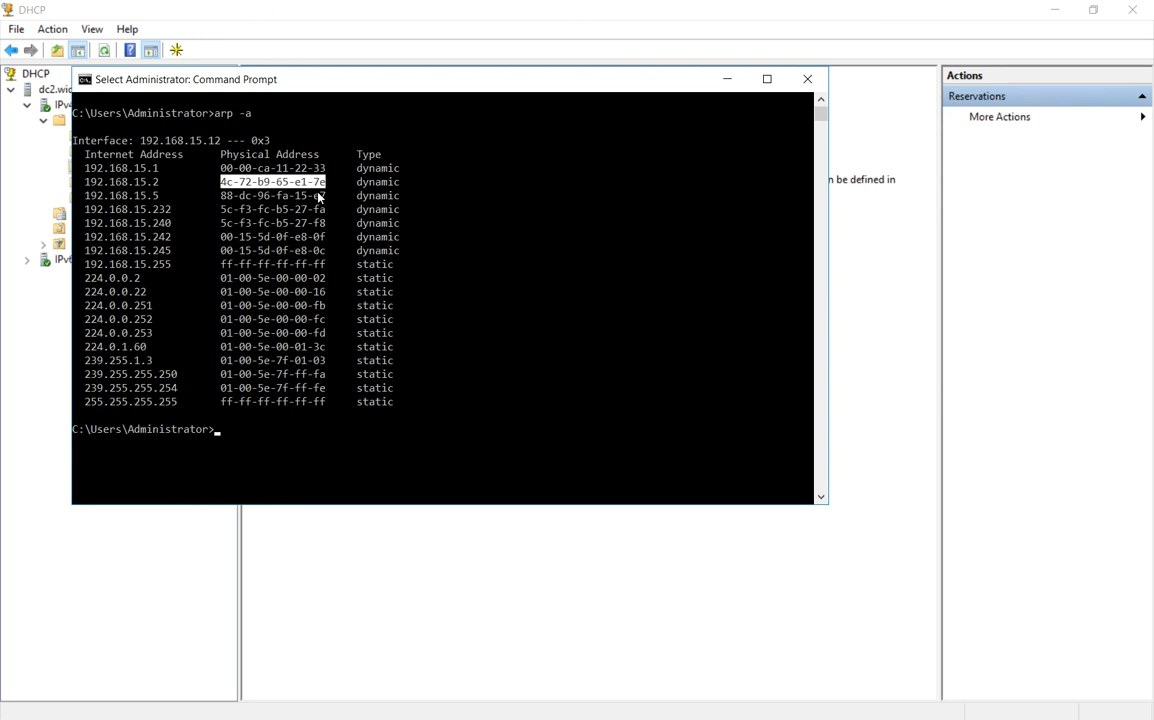 DHCP
File Action View Help
DHCP
dc2.wid
IPv4
IPv6
Select Administrator: Command Prompt
C:\Users\Administrator>arp -a
Interface: 192.168.15.12 --- 0x3
Internet Address Physical Address Type
192.168.15.1 00-00-ca-11-22-33 dynamic
192.168.15.2 4c-72-b9-65-e1-7e dynamic
192.168.15.5 88-dc-96-fa-15-e7 dynamic
192.168.15.232 5c-f3-fc-b5-27-fa dynamic
192.168.15.240 5c-f3-fc-b5-27-f8 dynamic
192.168.15.242 00-15-5d-0f-e8-0f dynamic
192.168.15.245 00-15-5d-0f-e8-0c dynamic
192.168.15.255 ff-ff-ff-ff-ff-ff static
224.0.0.2 01-00-5e-00-00-02 static
224.0.0.22 01-00-5e-00-00-16 static
224.0.0.251 01-00-5e-00-00-fb static
224.0.0.252 01-00-5e-00-00-fc static
224.0.0.253 01-00-5e-00-00-fd static
224.0.1.60 01-00-5e-00-01-3c static
239.255.1.3 01-00-5e-7f-01-03 static
239.255.255.250 01-00-5e-7f-ff-fa static
239.255.255.254 01-00-5e-7f-ff-fe static
255.255.255.255 ff-ff-ff-ff-ff-ff static
C:\Users\Administrator>
n be defined in
Actions
Reservations
More Actions